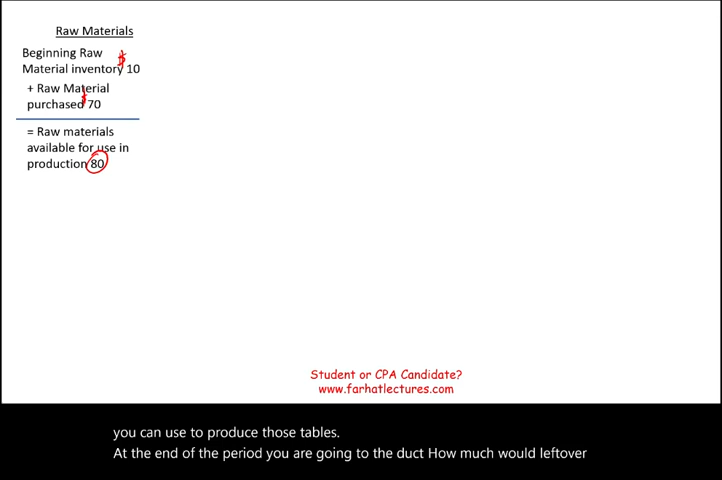 Raw Materials
Beginning Raw
Material inventory $ 10
+ Raw Material
purchased $ 70
= Raw materials
available for use in
production 80
Student or CPA Candidate?
www.farhatlectures.com
you can use to produce those tables.
At the end of the period you are going to the duct How much would leftover